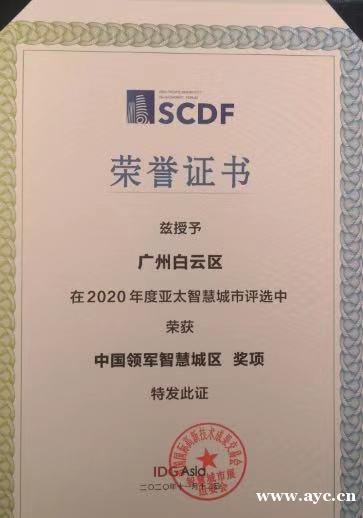 SCDF
荣誉证书
兹授予
广州白云区
在2020年度亚太智慧城市评选中
荣获
中国领军智慧城区 奖项
特发此证
IDG Asia
www.ayc.cn